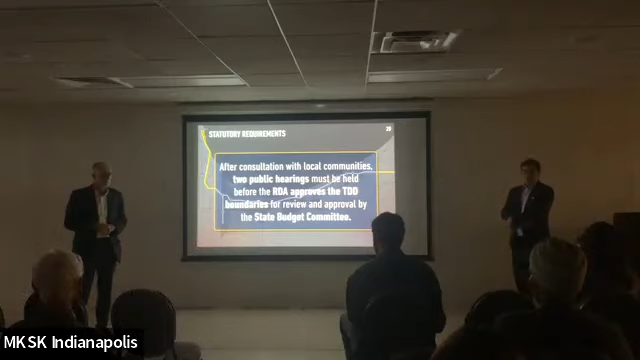 STATUTORY REQUIREMENTS
20
After consultation with local communities,
two public hearings must be held
before the RDA approves the TDD
boundaries for review and approval by
the State Budget Committee.
MKSK Indianapolis